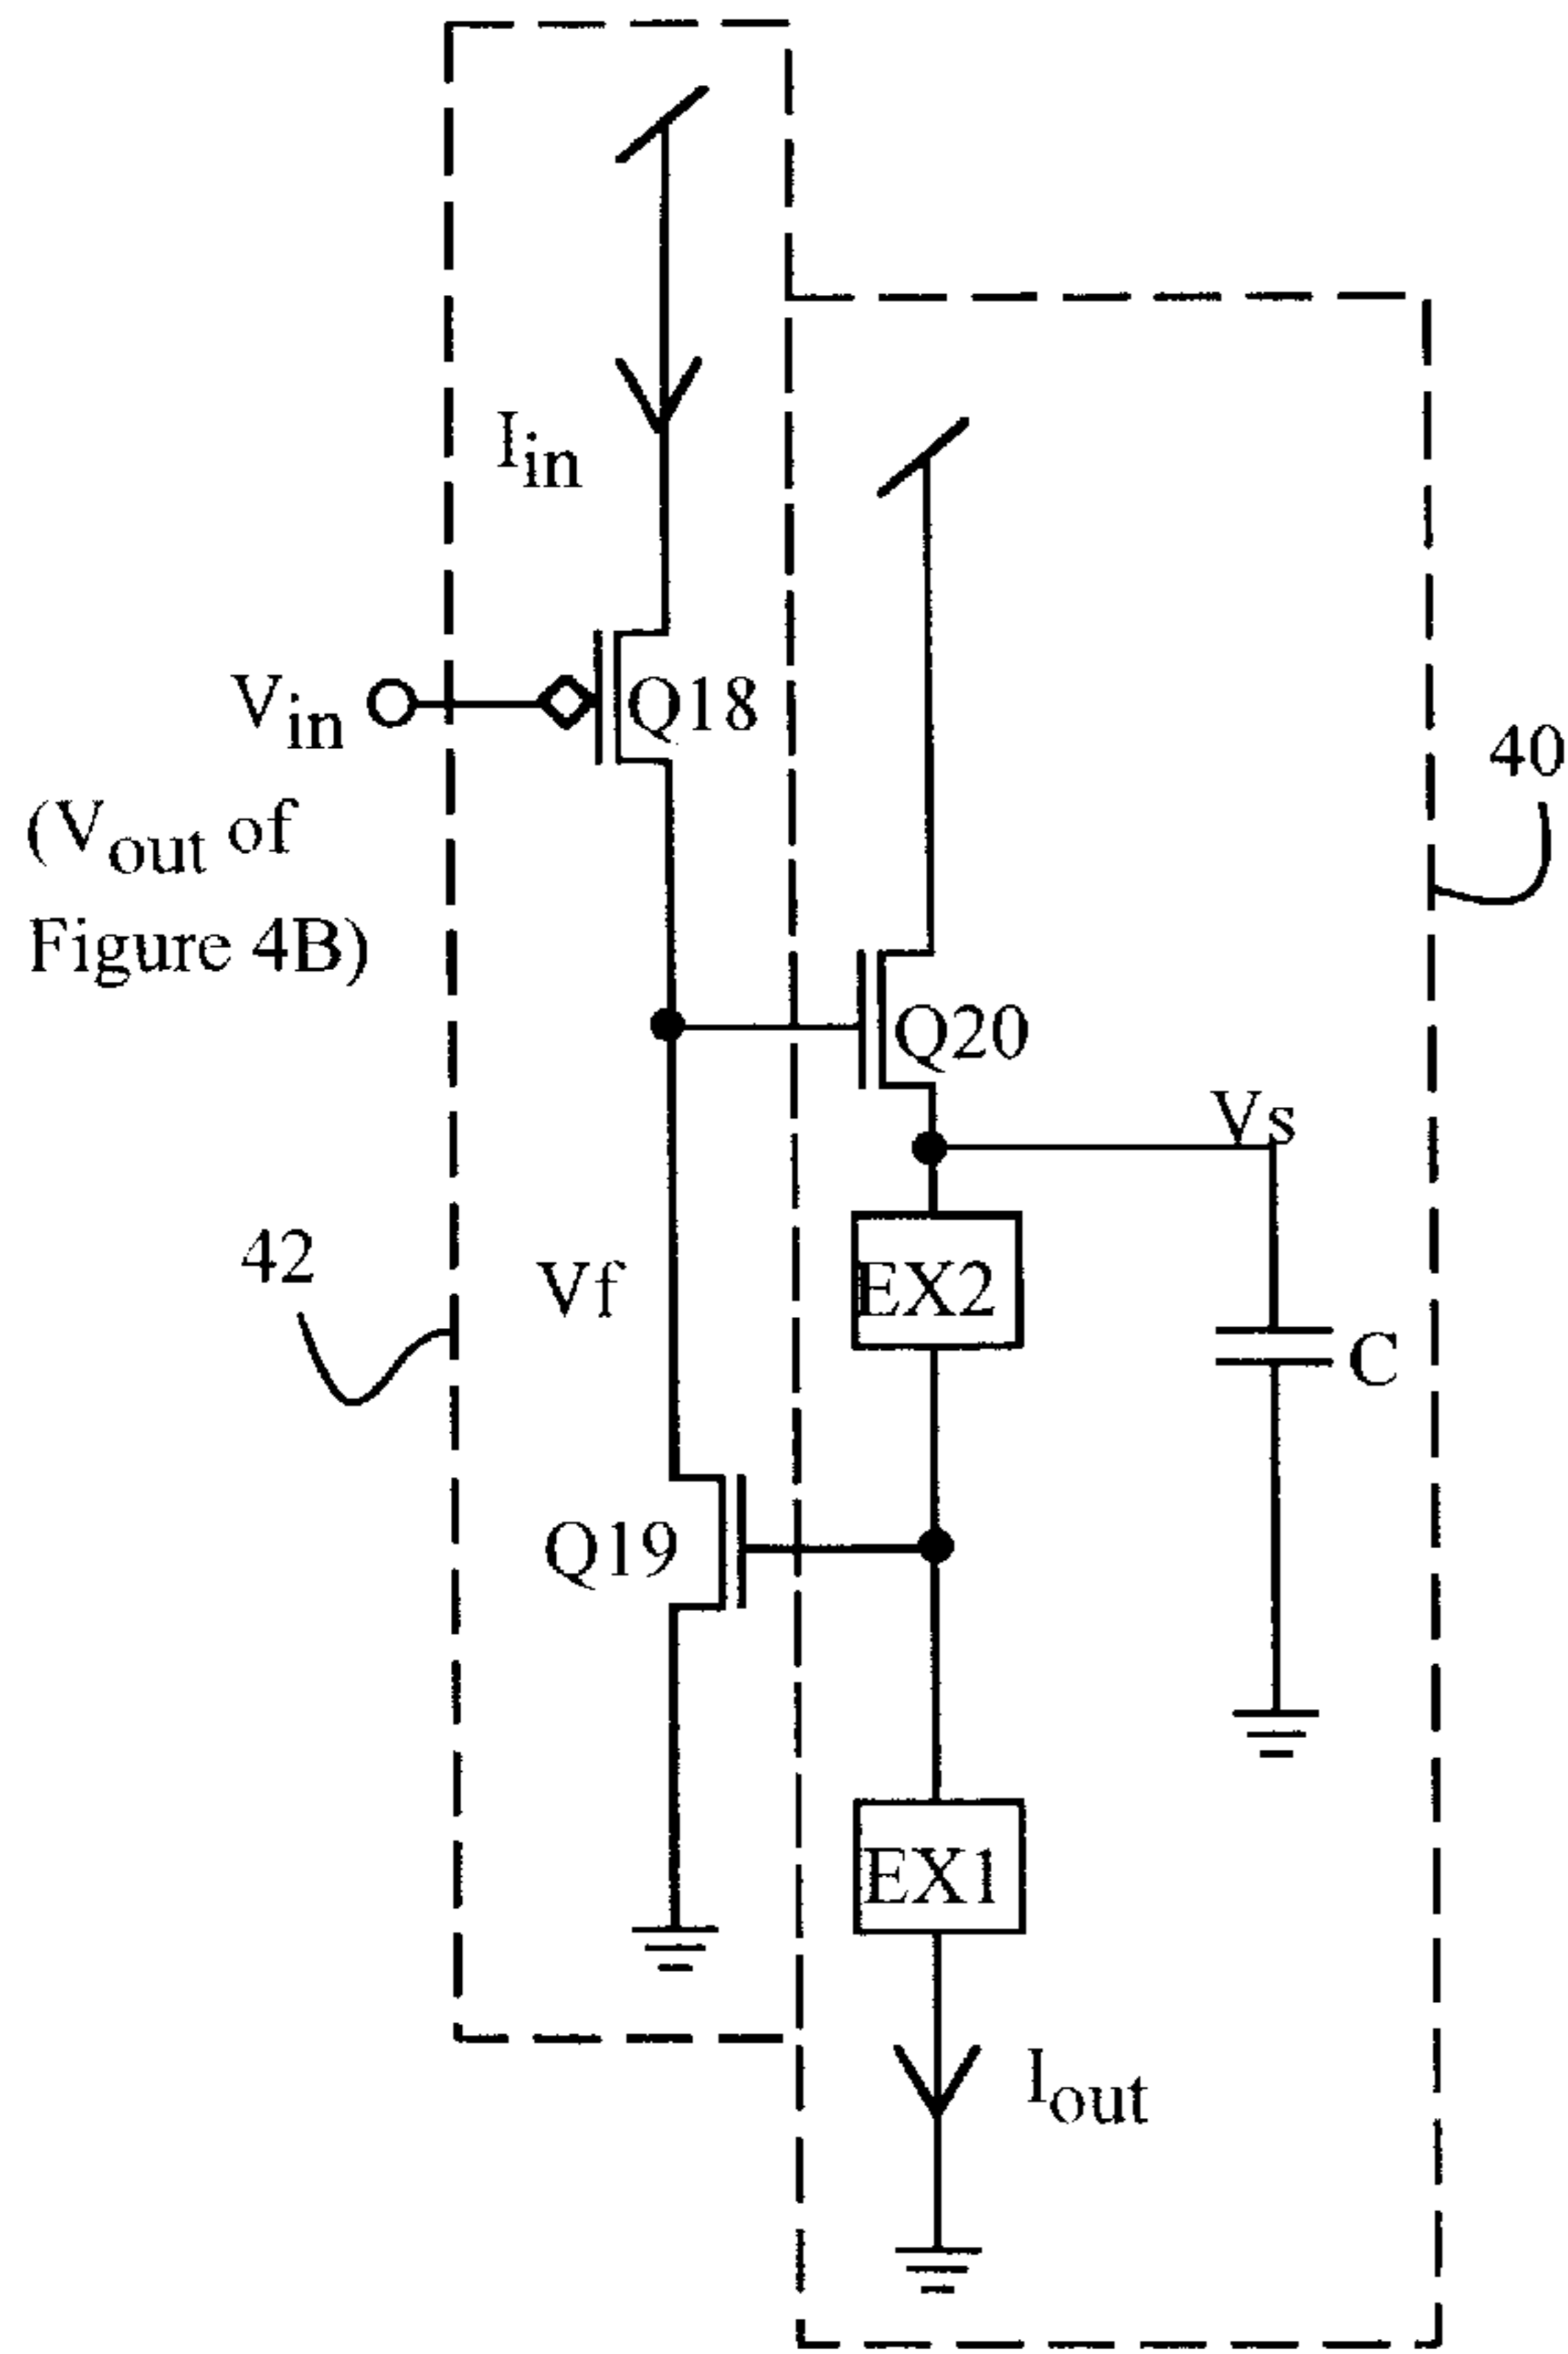 Iin
Vin
Q18
(Vout of
Figure 4B)
40
Q20
Vs
42
Vf
EX2
C
Q19
EX1
Iout